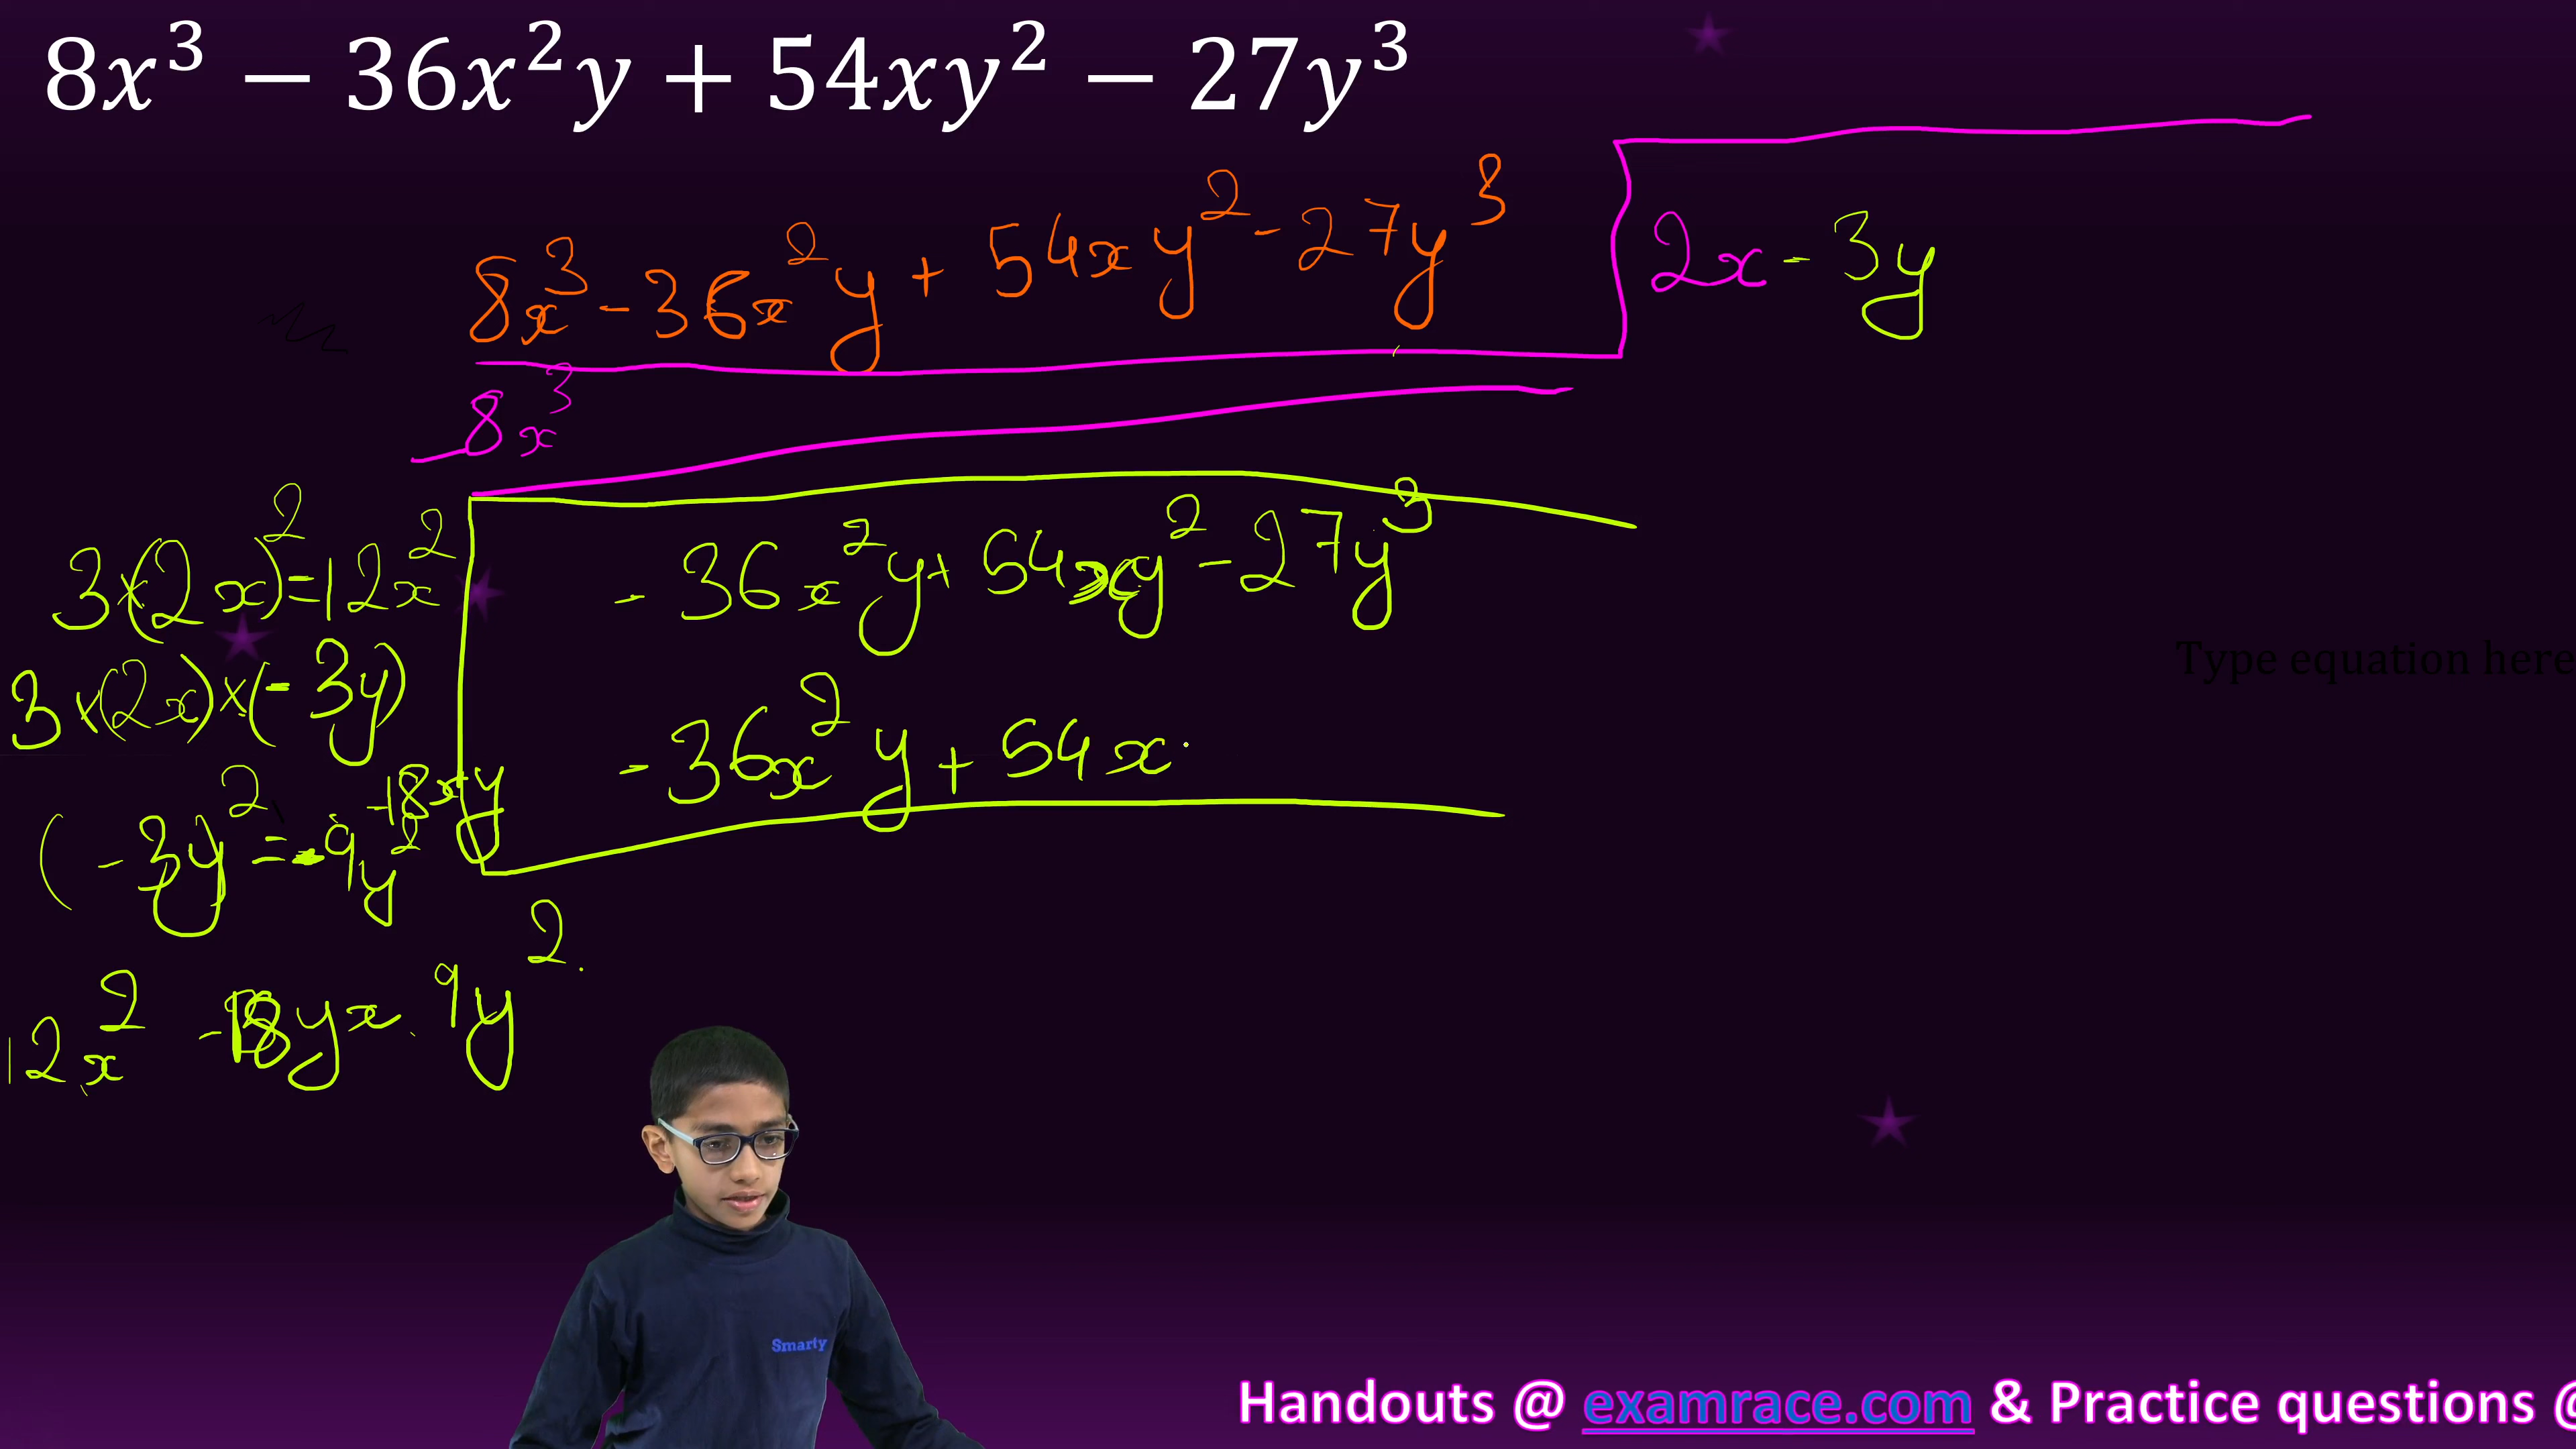 8x³ − 36x²y + 54xy² − 27y³
8x³ - 36x²y + 54xy² - 27y³
2x - 3y
8x³
3×(2x)² = 12x²
- 36x²y + 54xy² - 27y³
3×(2x)×(-3y)
-18xy
- 36x²y + 54x
(-3y)² = 9y²
12x² -18yx 9y²
Type equation here
Smarty
Handouts @ examrace.com & Practice questions @